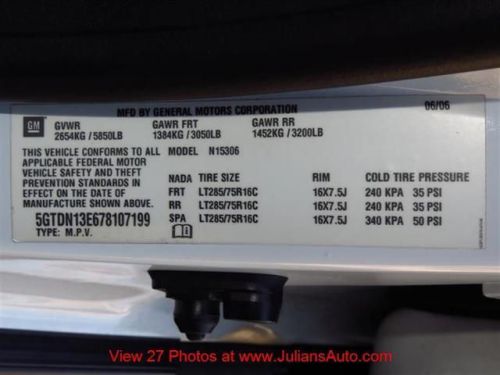 MFD BY GENERAL MOTORS CORPORATION 06/06
GM
GVWR GAWR FRT GAWR RR
2654KG / 5850LB 1384KG / 3050LB 1452KG / 3200LB
THIS VEHICLE CONFORMS TO ALL MODEL N15306
APPLICABLE FEDERAL MOTOR
VEHICLE SAFETY AND THEFT
PREVENTION STANDARDS IN
EFFECT ON THE DATE OF
MANUFACTURE SHOWN ABOVE.
5GTDN13E678107199
TYPE: M.P.V.
NADA TIRE SIZE RIM COLD TIRE PRESSURE
FRT LT285/75R16C 16X7.5J 240 KPA 35 PSI
RR LT285/75R16C 16X7.5J 240 KPA 35 PSI
SPA LT285/75R16C 16X7.5J 340 KPA 50 PSI
View 27 Photos at www.JuliansAuto.com